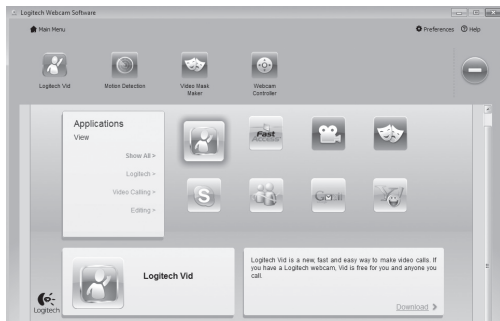 Logitech Webcam Software
Main Menu
Preferences
Help
Logitech Vid
Motion Detection
Video Mask
Maker
Webcam
Controller
Applications
View
Show All >
Logitech >
Video Calling >
Editing >
Fast
Access
Logitech Vid
Logitech Vid is a new, fast and easy way to make video calls. If
you have a Logitech webcam, Vid is free for you and anyone you
call.
Download
Logitech